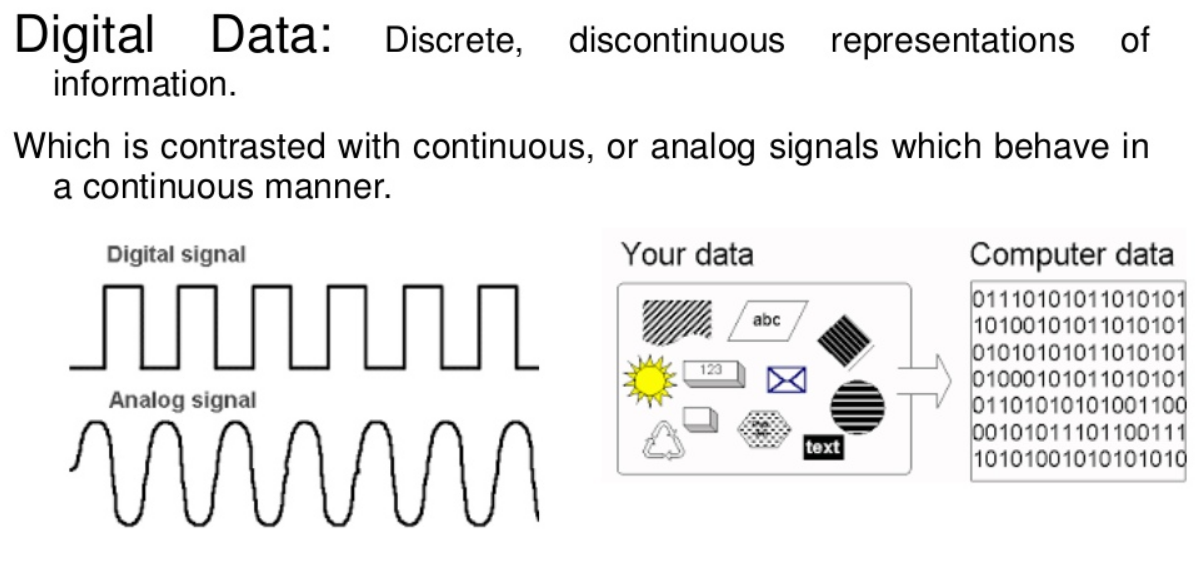 Digital Data: Discrete, discontinuous representations of
information.
Which is contrasted with continuous, or analog signals which behave in
a continuous manner.
Digital signal
Analog signal
Your data
abc
123
text
Computer data
01110101011010101
10100101011010101
01010101011010101
01000101011010101
01101010101001100
00101011101100111
10101001010101010